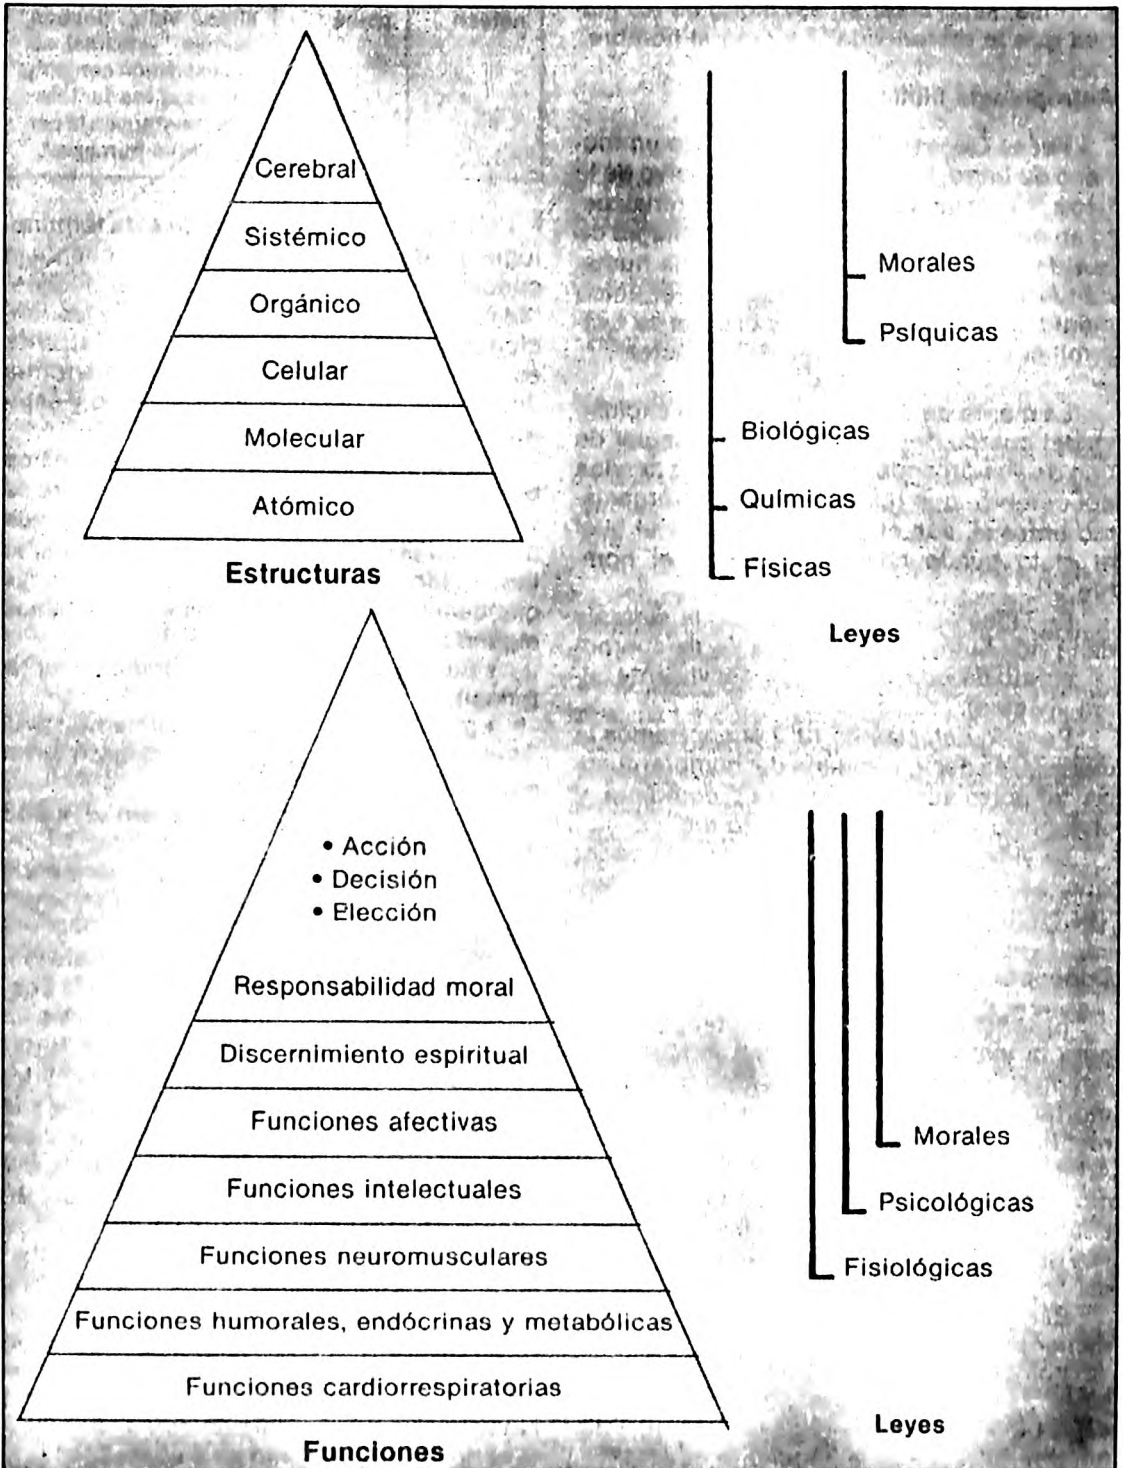 Cerebral
Sistémico
Orgánico
Celular
Molecular
Atómico
Estructuras
Morales
Psíquicas
Biológicas
Químicas
Físicas
Leyes
• Acción
• Decisión
• Elección
Responsabilidad moral
Discernimiento espiritual
Funciones afectivas
Funciones intelectuales
Funciones neuromusculares
Funciones humorales, endócrinas y metabólicas
Funciones cardiorrespiratorias
Funciones
Morales
Psicológicas
Fisiológicas
Leyes